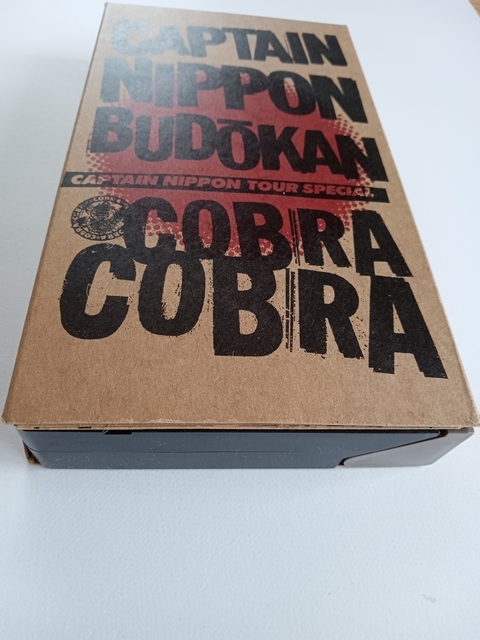 CAPTAIN
NIPPON
BUDŌKAN
CAPTAIN NIPPON TOUR SPECIAL
COBRA
COBRA